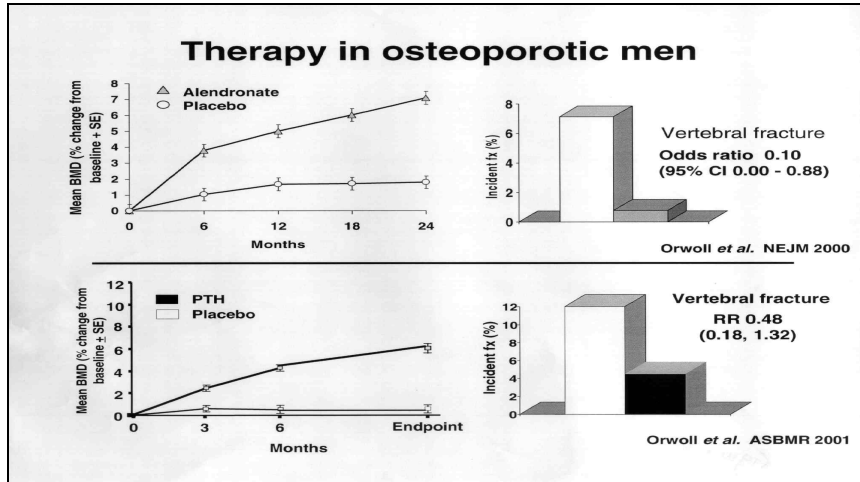 Therapy in osteoporotic men
Mean BMD (% change from
baseline + SE)
8
7
6
5
4
3
2
1
0
Alendronate
Placebo
0 6 12 18 24
Months
Incident fx (%)
8
6
4
2
0
Vertebral fracture
Odds ratio 0.10
(95% CI 0.00 - 0.88)
Orwoll et al. NEJM 2000
Mean BMD (% change from
baseline ± SE)
12
10
8
6
4
2
0
PTH
Placebo
0 3 6 Endpoint
Months
Incident fx (%)
12
10
8
6
4
2
0
Vertebral fracture
RR 0.48
(0.18, 1.32)
Orwoll et al. ASBMR 2001